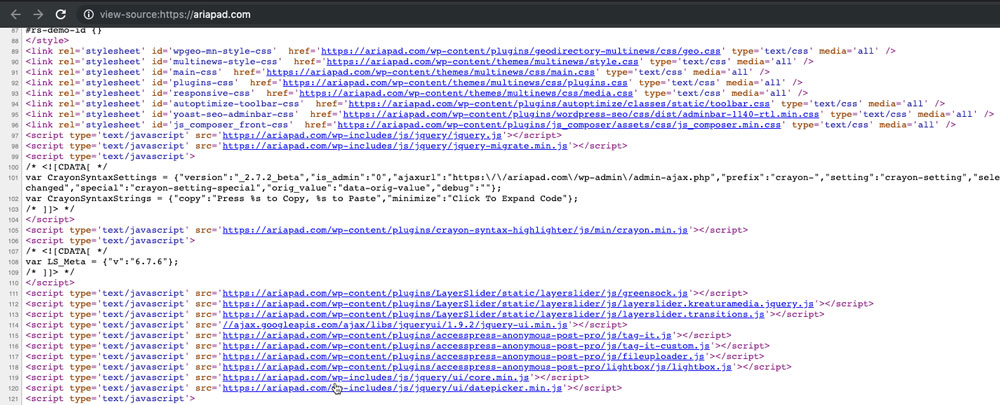 view-source:https://ariapad.com
87 #rs-demo-id {}
88 </style>
89 <link rel='stylesheet' id='wpgeo-mn-style-css'  href='https://ariapad.com/wp-content/plugins/geodirectory-multinews/css/geo.css' type='text/css' media='all' />
90 <link rel='stylesheet' id='multinews-style-css'  href='https://ariapad.com/wp-content/themes/multinews/style.css' type='text/css' media='all' />
91 <link rel='stylesheet' id='main-css'  href='https://ariapad.com/wp-content/themes/multinews/css/main.css' type='text/css' media='all' />
92 <link rel='stylesheet' id='plugins-css'  href='https://ariapad.com/wp-content/themes/multinews/css/plugins.css' type='text/css' media='all' />
93 <link rel='stylesheet' id='responsive-css'  href='https://ariapad.com/wp-content/themes/multinews/css/media.css' type='text/css' media='all' />
94 <link rel='stylesheet' id='autoptimize-toolbar-css'  href='https://ariapad.com/wp-content/plugins/autoptimize/classes/static/toolbar.css' type='text/css' media='all' />
95 <link rel='stylesheet' id='yoast-seo-adminbar-css'  href='https://ariapad.com/wp-content/plugins/wordpress-seo/css/dist/adminbar-1140-rtl.min.css' type='text/css' media='all' />
96 <link rel='stylesheet' id='js_composer_front-css'  href='https://ariapad.com/wp-content/plugins/js_composer/assets/css/js_composer.min.css' type='text/css' media='all' />
97 <script type='text/javascript' src='https://ariapad.com/wp-includes/js/jquery/jquery.js'></script>
98 <script type='text/javascript' src='https://ariapad.com/wp-includes/js/jquery/jquery-migrate.min.js'></script>
99 <script type='text/javascript'>
100 /* <![CDATA[ */
101 var CrayonSyntaxSettings = {"version":"_2.7.2_beta","is_admin":"0","ajaxurl":"https:\/\/ariapad.com\/wp-admin\/admin-ajax.php","prefix":"crayon-","setting":"crayon-setting","sele
changed","special":"crayon-setting-special","orig_value":"data-orig-value","debug":""};
102 var CrayonSyntaxStrings = {"copy":"Press %s to Copy, %s to Paste","minimize":"Click To Expand Code"};
103 /* ]]> */
104 </script>
105 <script type='text/javascript' src='https://ariapad.com/wp-content/plugins/crayon-syntax-highlighter/js/min/crayon.min.js'></script>
106 <script type='text/javascript'>
107 /* <![CDATA[ */
108 var LS_Meta = {"v":"6.7.6"};
109 /* ]]> */
110 </script>
111 <script type='text/javascript' src='https://ariapad.com/wp-content/plugins/LayerSlider/static/layerslider/js/greensock.js'></script>
112 <script type='text/javascript' src='https://ariapad.com/wp-content/plugins/LayerSlider/static/layerslider/js/layerslider.kreaturamedia.jquery.js'></script>
113 <script type='text/javascript' src='https://ariapad.com/wp-content/plugins/LayerSlider/static/layerslider/js/layerslider.transitions.js'></script>
114 <script type='text/javascript' src='//ajax.googleapis.com/ajax/libs/jqueryui/1.9.2/jquery-ui.min.js'></script>
115 <script type='text/javascript' src='https://ariapad.com/wp-content/plugins/accesspress-anonymous-post-pro/js/tag-it.js'></script>
116 <script type='text/javascript' src='https://ariapad.com/wp-content/plugins/accesspress-anonymous-post-pro/js/tag-it-custom.js'></script>
117 <script type='text/javascript' src='https://ariapad.com/wp-content/plugins/accesspress-anonymous-post-pro/js/fileuploader.js'></script>
118 <script type='text/javascript' src='https://ariapad.com/wp-content/plugins/accesspress-anonymous-post-pro/lightbox/js/lightbox.js'></script>
119 <script type='text/javascript' src='https://ariapad.com/wp-includes/js/jquery/ui/core.min.js'></script>
120 <script type='text/javascript' src='https://ariapad.com/wp-includes/js/jquery/ui/datepicker.min.js'></script>
121 <script type='text/javascript'>